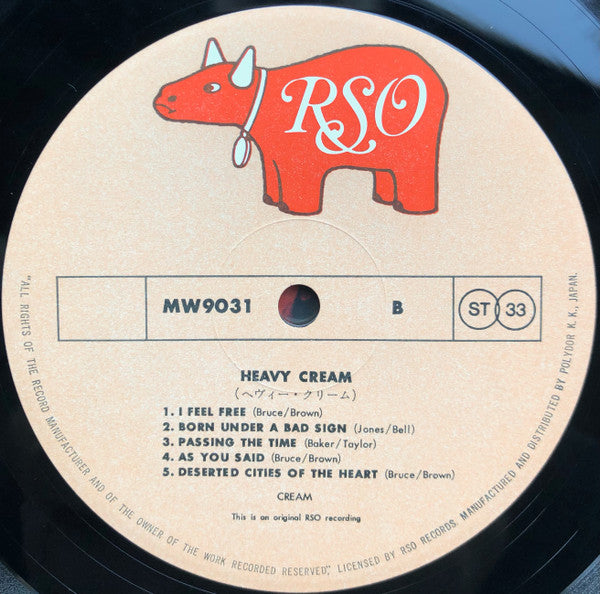 RSO
MW9031
B
ST 33
HEAVY CREAM
(ヘヴィー・クリーム)
1. I FEEL FREE (Bruce/Brown)
2. BORN UNDER A BAD SIGN (Jones/Bell)
3. PASSING THE TIME (Baker/Taylor)
4. AS YOU SAID (Bruce/Brown)
5. DESERTED CITIES OF THE HEART (Bruce/Brown)
CREAM
This is an original RSO recording
"ALL RIGHTS OF THE RECORD MANUFACTURER AND OF THE OWNER OF THE WORK RECORDED RESERVED", LICENSED BY RSO RECORDS. MANUFACTURED AND DISTRIBUTED BY POLYDOR K. K., JAPAN.